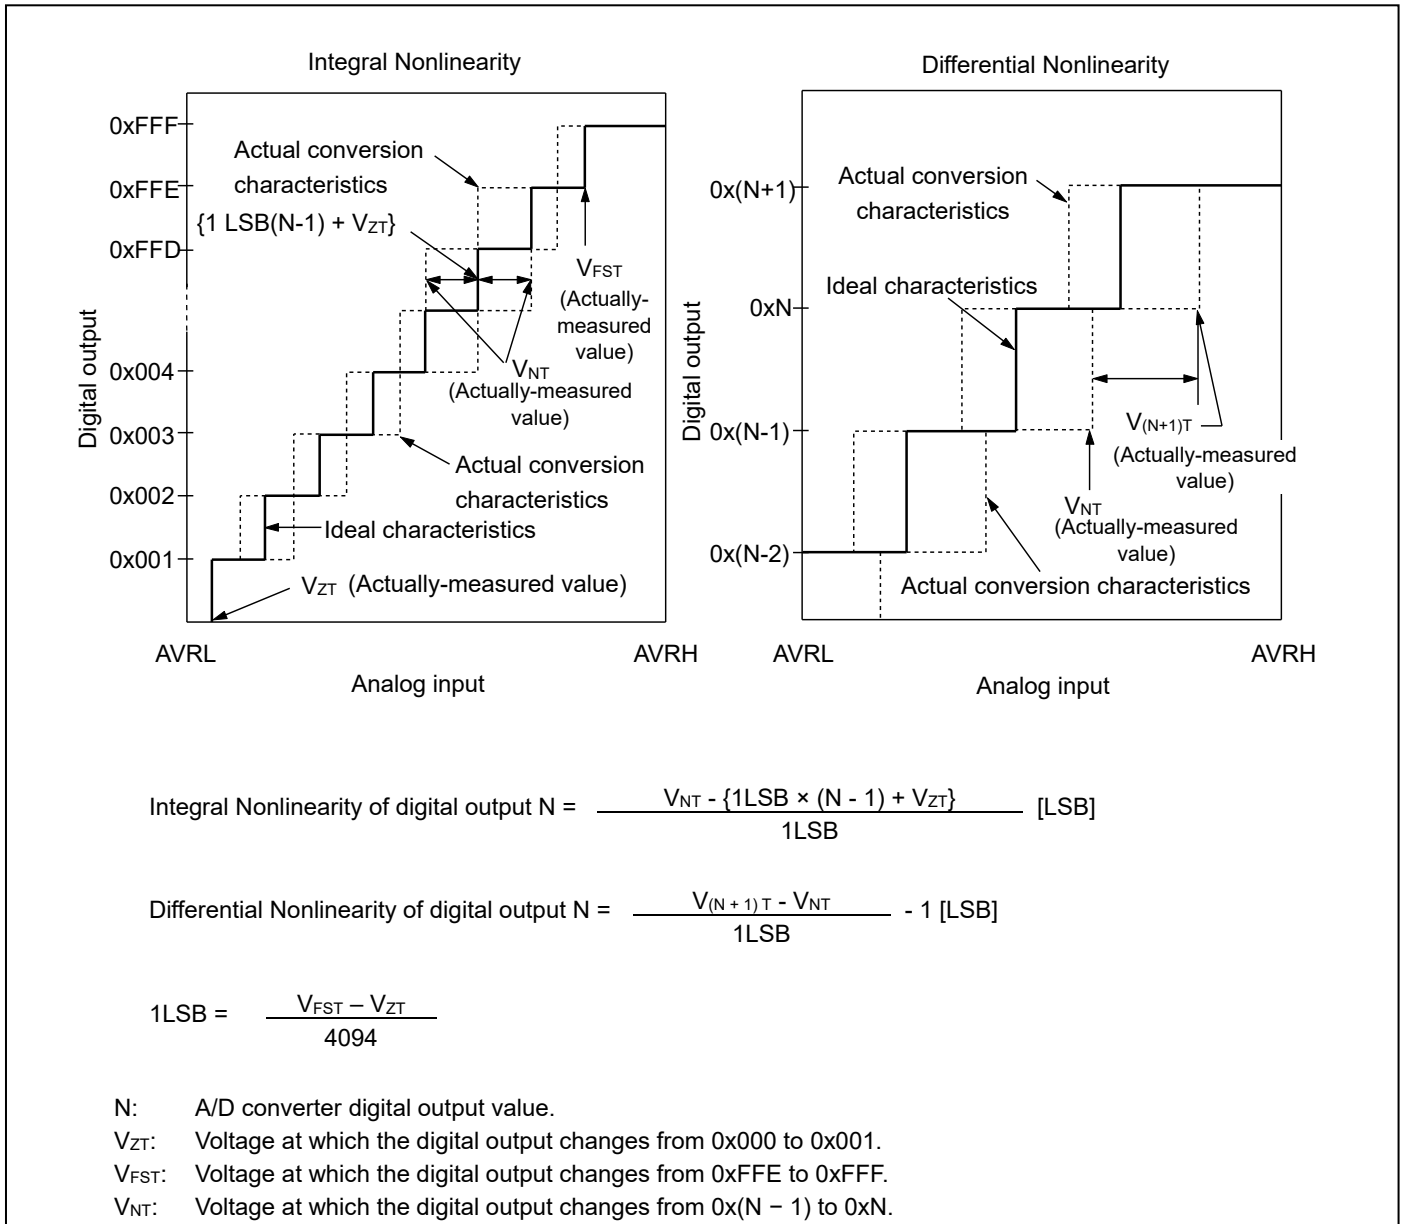 Integral Nonlinearity
0xFFF
0xFFE
0xFFD
0x004
0x003
0x002
0x001
Digital output
Actual conversion
characteristics
{1 LSB(N-1) + VZT}
VFST
(Actually-
measured
value)
VNT
(Actually-measured
value)
Actual conversion
characteristics
Ideal characteristics
VZT (Actually-measured value)
AVRL
AVRH
Analog input
Differential Nonlinearity
0x(N+1)
0xN
0x(N-1)
0x(N-2)
Digital output
Actual conversion
characteristics
Ideal characteristics
V(N+1)T
(Actually-measured
value)
VNT
(Actually-measured
value)
Actual conversion characteristics
AVRL
AVRH
Analog input
Integral Nonlinearity of digital output N = VNT - {1LSB × (N - 1) + VZT} [LSB]
1LSB
Differential Nonlinearity of digital output N = V(N + 1) T - VNT - 1 [LSB]
1LSB
1LSB = VFST – VZT
4094
N: A/D converter digital output value.
VZT: Voltage at which the digital output changes from 0x000 to 0x001.
VFST: Voltage at which the digital output changes from 0xFFE to 0xFFF.
VNT: Voltage at which the digital output changes from 0x(N − 1) to 0xN.